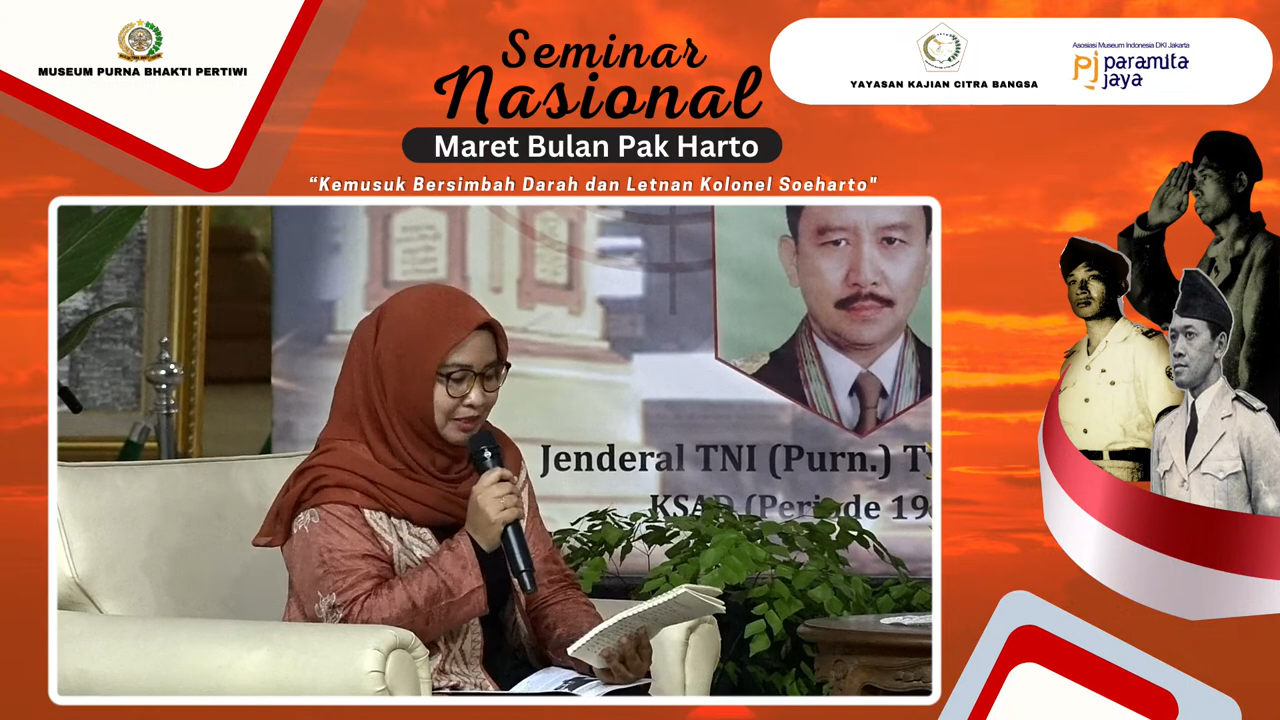 MUSEUM PURNA BHAKTI PERTIWI
Seminar
Nasional
Maret Bulan Pak Harto
“Kemusuk Bersimbah Darah dan Letnan Kolonel Soeharto"
YAYASAN KAJIAN CITRA BANGSA
Asosiasi Museum Indonesia DKI Jakarta
pj paramita
jaya
Jenderal TNI (Purn.)
KSAD (Periode